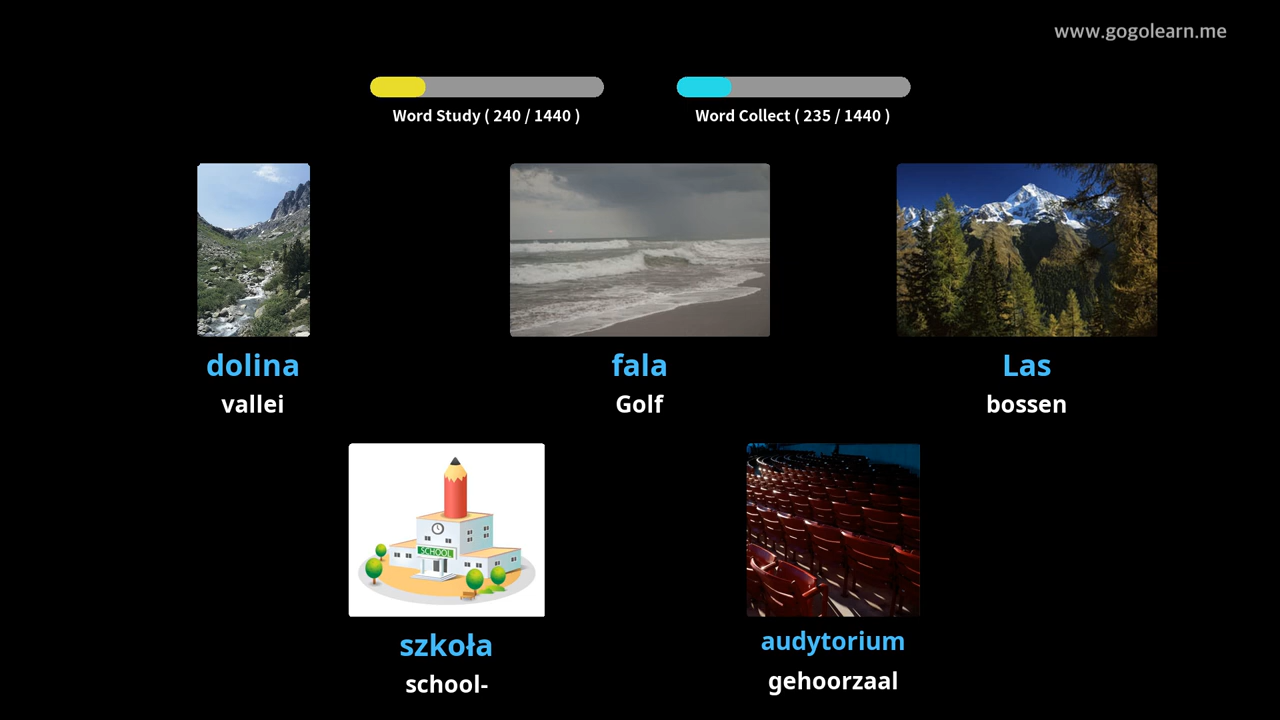 www.gogolearn.me
Word Study ( 240 / 1440 )
Word Collect ( 235 / 1440 )
dolina
vallei
fala
Golf
Las
bossen
SCHOOL
szkoła
school-
audytorium
gehoorzaal